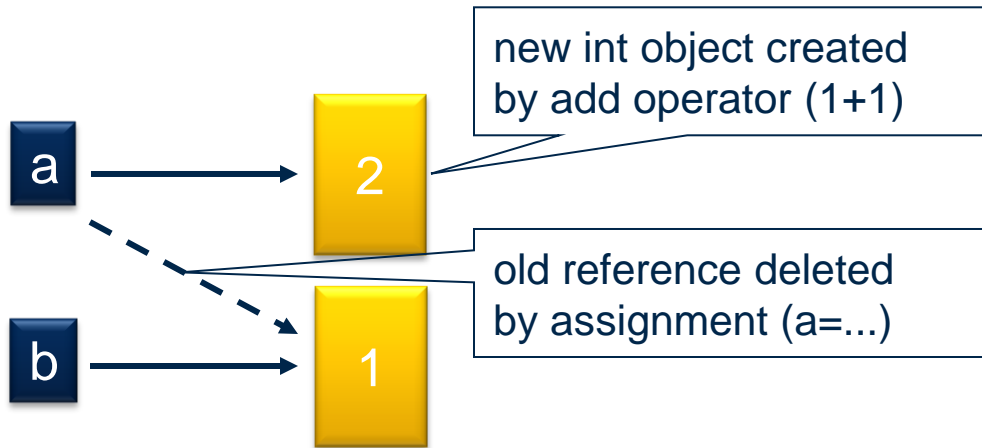 new int object created
by add operator (1+1)
a
2
old reference deleted
by assignment (a=...)
b
1